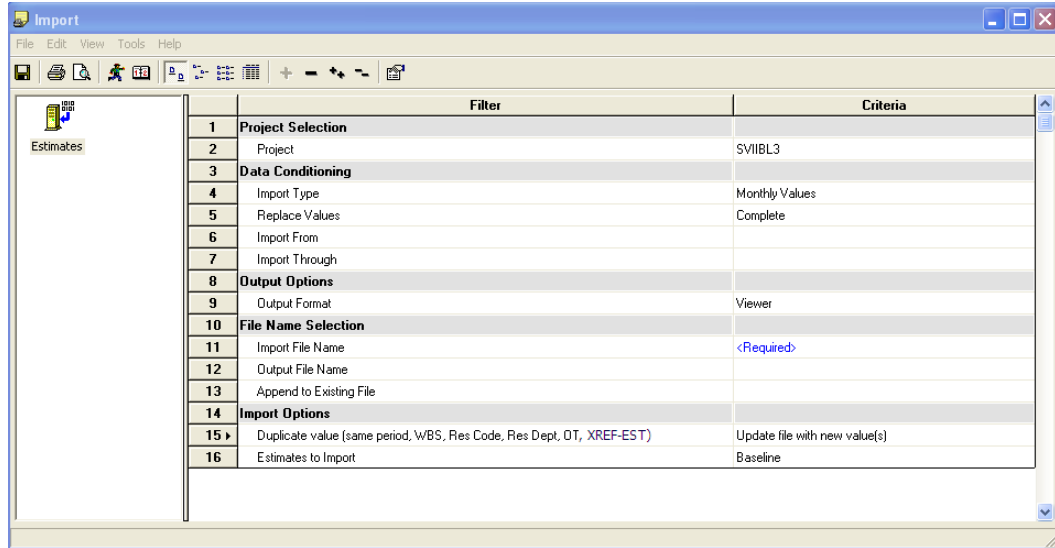 Import
File Edit View Tools Help
Estimates
Filter Criteria
1 Project Selection
2 Project SVIIBL3
3 Data Conditioning
4 Import Type Monthly Values
5 Replace Values Complete
6 Import From
7 Import Through
8 Output Options
9 Output Format Viewer
10 File Name Selection
11 Import File Name <Required>
12 Output File Name
13 Append to Existing File
14 Import Options
15 Duplicate value (same period, WBS, Res Code, Res Dept, OT, XREF-EST) Update file with new value(s)
16 Estimates to Import Baseline